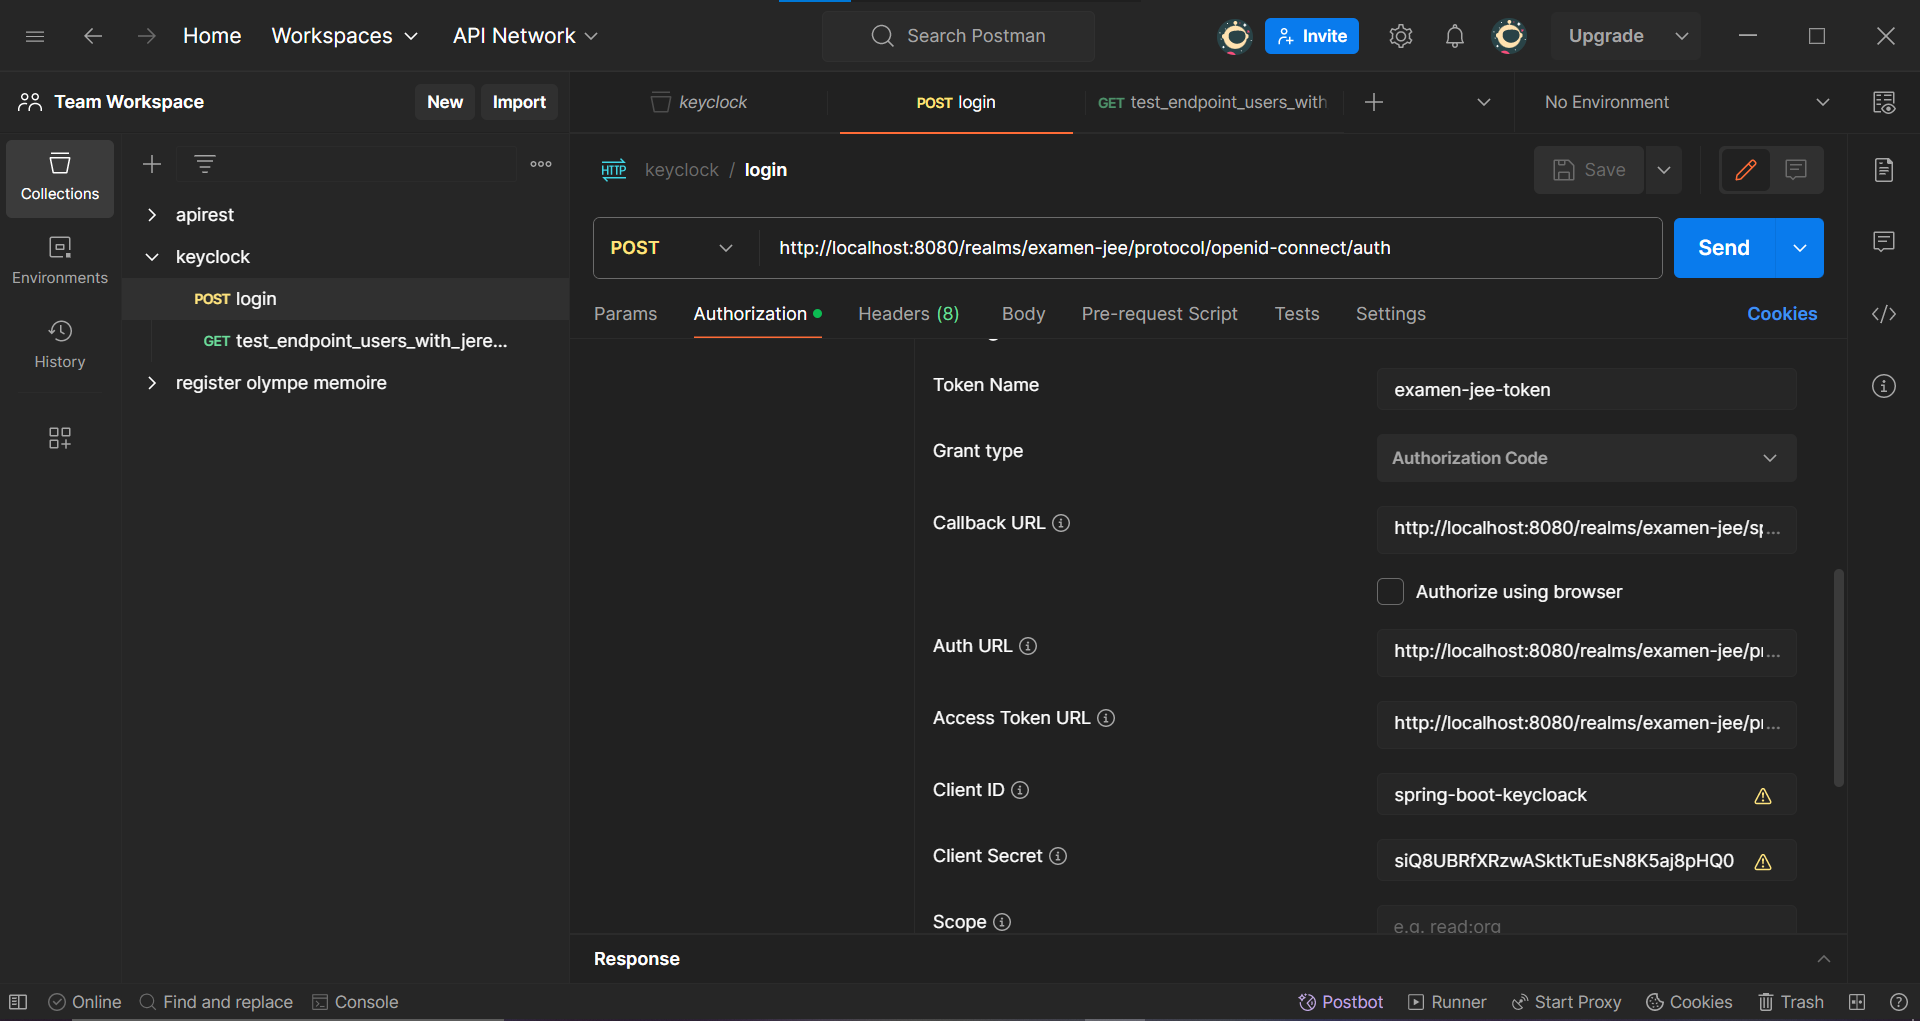 Home
Workspaces
API Network
Search Postman
Invite
Upgrade
Team Workspace
New
Import
keyclock
POST login
GET test_endpoint_users_with
No Environment
Collections
Environments
History
apirest
keyclock
POST login
GET test_endpoint_users_with_jere...
register olympe memoire
HTTP keyclock / login
Save
POST
http://localhost:8080/realms/examen-jee/protocol/openid-connect/auth
Send
Params
Authorization
Headers (8)
Body
Pre-request Script
Tests
Settings
Cookies
Token Name
examen-jee-token
Grant type
Authorization Code
Callback URL
http://localhost:8080/realms/examen-jee/sp...
Authorize using browser
Auth URL
http://localhost:8080/realms/examen-jee/pr...
Access Token URL
http://localhost:8080/realms/examen-jee/pr...
Client ID
spring-boot-keycloack
Client Secret
siQ8UBRfXRzwASktkTuEsN8K5aj8pHQ0
Scope
e.g. read:org
Response
Online
Find and replace
Console
Postbot
Runner
Start Proxy
Cookies
Trash